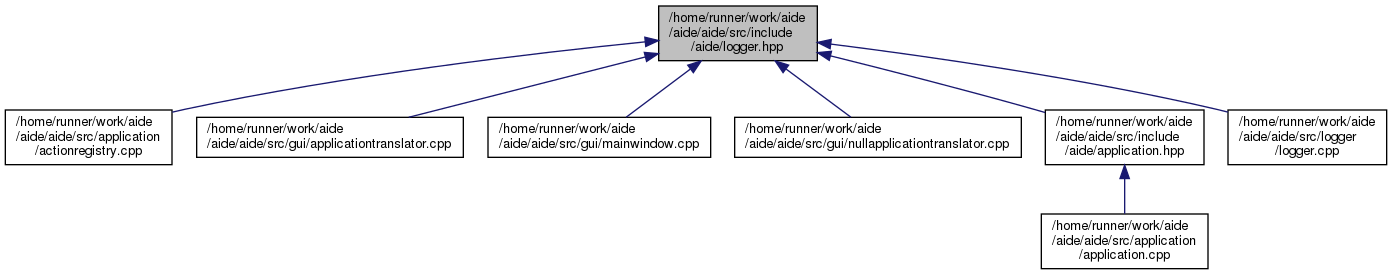 /home/runner/work/aide
/aide/aide/src/include
/aide/logger.hpp
/home/runner/work/aide
/aide/aide/src/application
/actionregistry.cpp
/home/runner/work/aide
/aide/aide/src/gui/applicationtranslator.cpp
/home/runner/work/aide
/aide/aide/src/gui/mainwindow.cpp
/home/runner/work/aide
/aide/aide/src/gui/nullapplicationtranslator.cpp
/home/runner/work/aide
/aide/aide/src/include
/aide/application.hpp
/home/runner/work/aide
/aide/aide/src/logger
/logger.cpp
/home/runner/work/aide
/aide/aide/src/application
/application.cpp